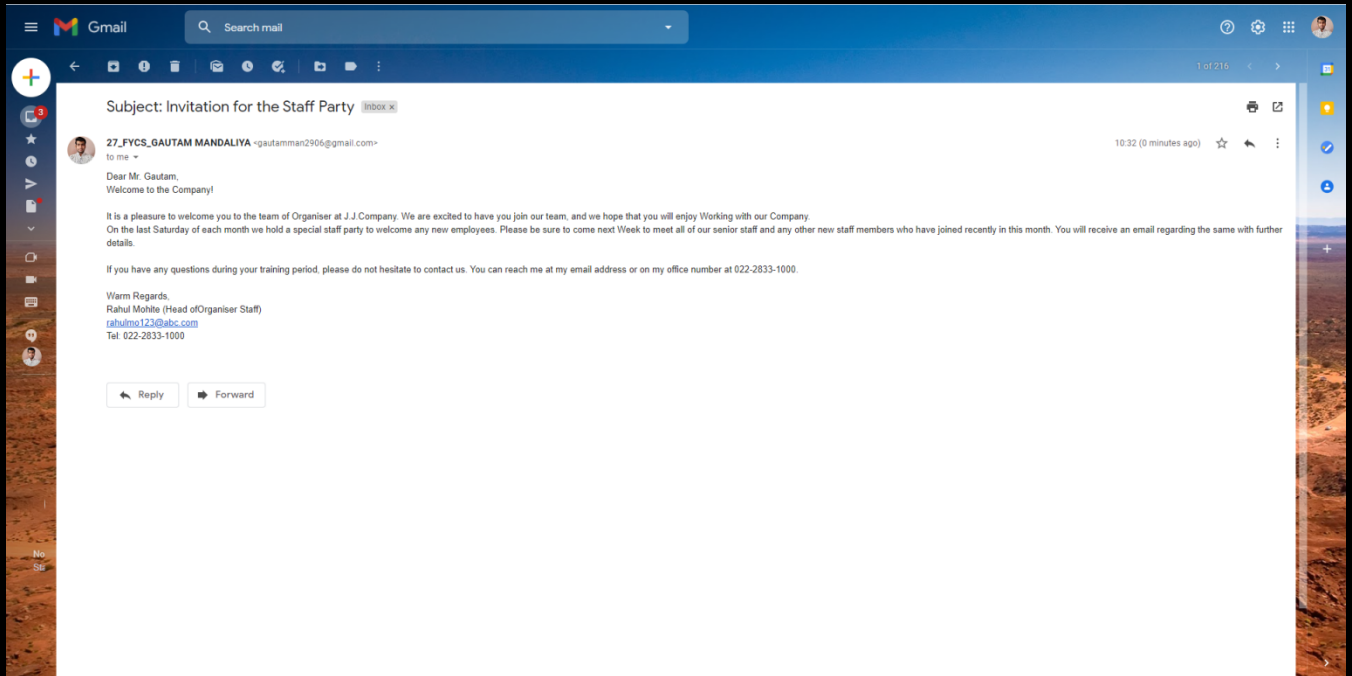 Gmail
Search mail
1 of 216
3
Subject: Invitation for the Staff Party Inbox x
27_FYCS_GAUTAM MANDALIYA <gautamman2906@gmail.com>
10:32 (0 minutes ago)
to me
Dear Mr. Gautam,
Welcome to the Company!
It is a pleasure to welcome you to the team of Organiser at J.J.Company. We are excited to have you join our team, and we hope that you will enjoy Working with our Company.
On the last Saturday of each month we hold a special staff party to welcome any new employees. Please be sure to come next Week to meet all of our senior staff and any other new staff members who have joined recently in this month. You will receive an email regarding the same with further
details.
If you have any questions during your training period, please do not hesitate to contact us. You can reach me at my email address or on my office number at 022-2833-1000.
Warm Regards,
Rahul Mohite (Head ofOrganiser Staff)
rahulmo123@abc.com
Tel: 022-2833-1000
Reply
Forward
No